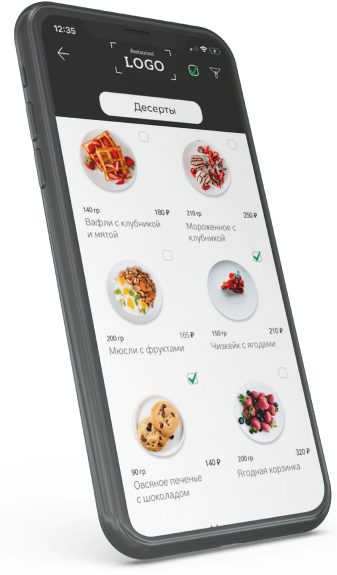 12:35
Restaurant
LOGO
Десерты
140 гр 180 ₽
Вафли с клубникой
и мятой
210 гр 250 ₽
Мороженное с
клубникой
200 гр 165 ₽
Мюсли с фруктами
150 гр 210 ₽
Чизкейк с ягодами
90 гр 140 ₽
Овсяное печенье
с шоколадом
200 гр 320 ₽
Ягодная корзинка